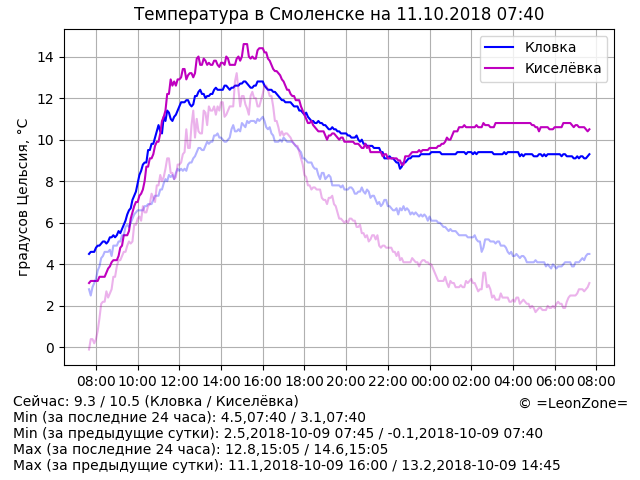 Температура в Смоленске на 11.10.2018 07:40
Кловка
Киселёвка
градусов Цельсия, °C
14
12
10
8
6
4
2
0
08:00 10:00 12:00 14:00 16:00 18:00 20:00 22:00 00:00 02:00 04:00 06:00 08:00
Сейчас: 9.3 / 10.5 (Кловка / Киселёвка)
© =LeonZone=
Min (за последние 24 часа): 4.5,07:40 / 3.1,07:40
Min (за предыдущие сутки): 2.5,2018-10-09 07:45 / -0.1,2018-10-09 07:40
Max (за последние 24 часа): 12.8,15:05 / 14.6,15:05
Max (за предыдущие сутки): 11.1,2018-10-09 16:00 / 13.2,2018-10-09 14:45